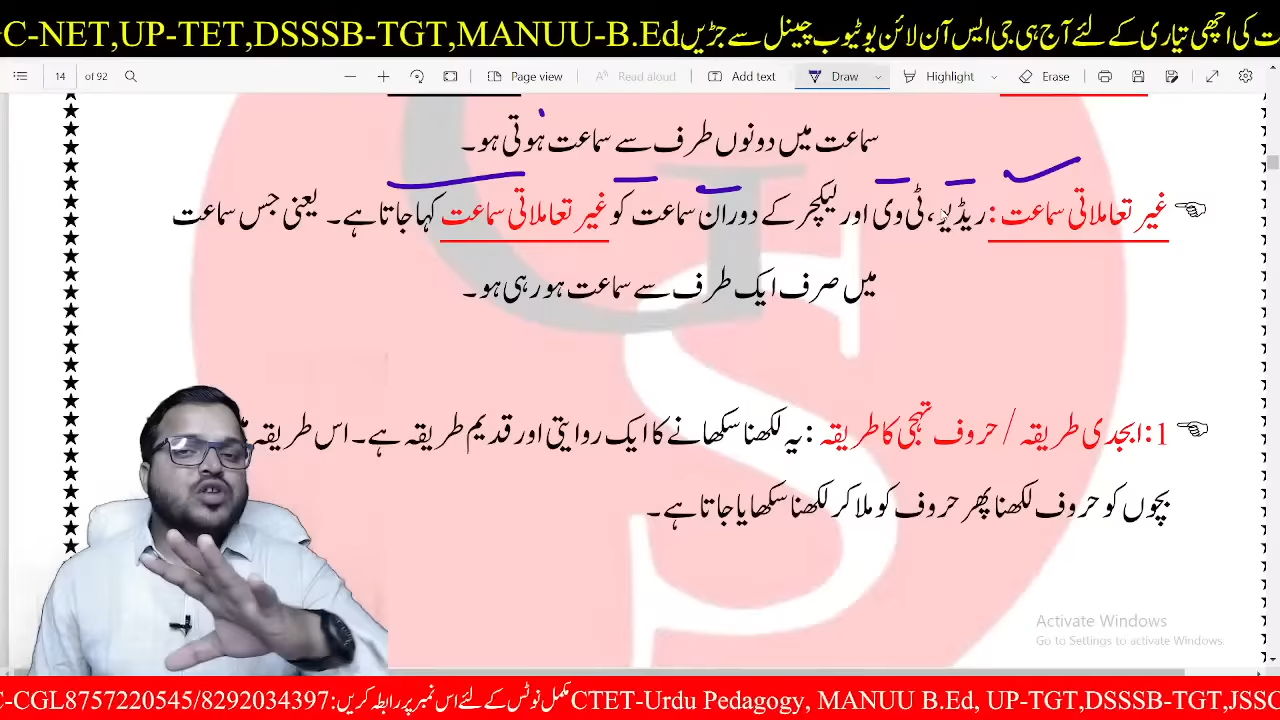 C-NET,UP-TET,DSSSB-TGT,MANUU-B.Edت کی اچھی تیاری کے لئے آج ہی جی ایس آن لائن یوٹیوب چینل سے جڑیں
14 of 92 Page view Read aloud Add text Draw Highlight Erase
سماعت میں دونوں طرف سے سماعت ہوتی ہو۔
غیر تعاملاتی سماعت: ریڈیو، ٹی وی اور لیکچر کے دوران سماعت کو غیر تعاملاتی سماعت کہا جاتا ہے۔ یعنی جس سماعت
میں صرف ایک طرف سے سماعت ہو رہی ہو۔
1: ابجدی طریقہ / حروف تہجی کا طریقہ: یہ لکھنا سکھانے کا ایک روایتی اور قدیم طریقہ ہے۔ اس طریقہ
بچوں کو حروف لکھنا پھر حروف کو ملا کر لکھنا سکھایا جاتا ہے۔
Activate Windows
Go to Settings to activate Windows.
C-CGL8757220545/8292034397:مکمل نوٹس کے لئے اس نمبر پر رابطہ کریں CTET-Urdu Pedagogy, MANUU B.Ed, UP-TGT,DSSSB-TGT,JSSC